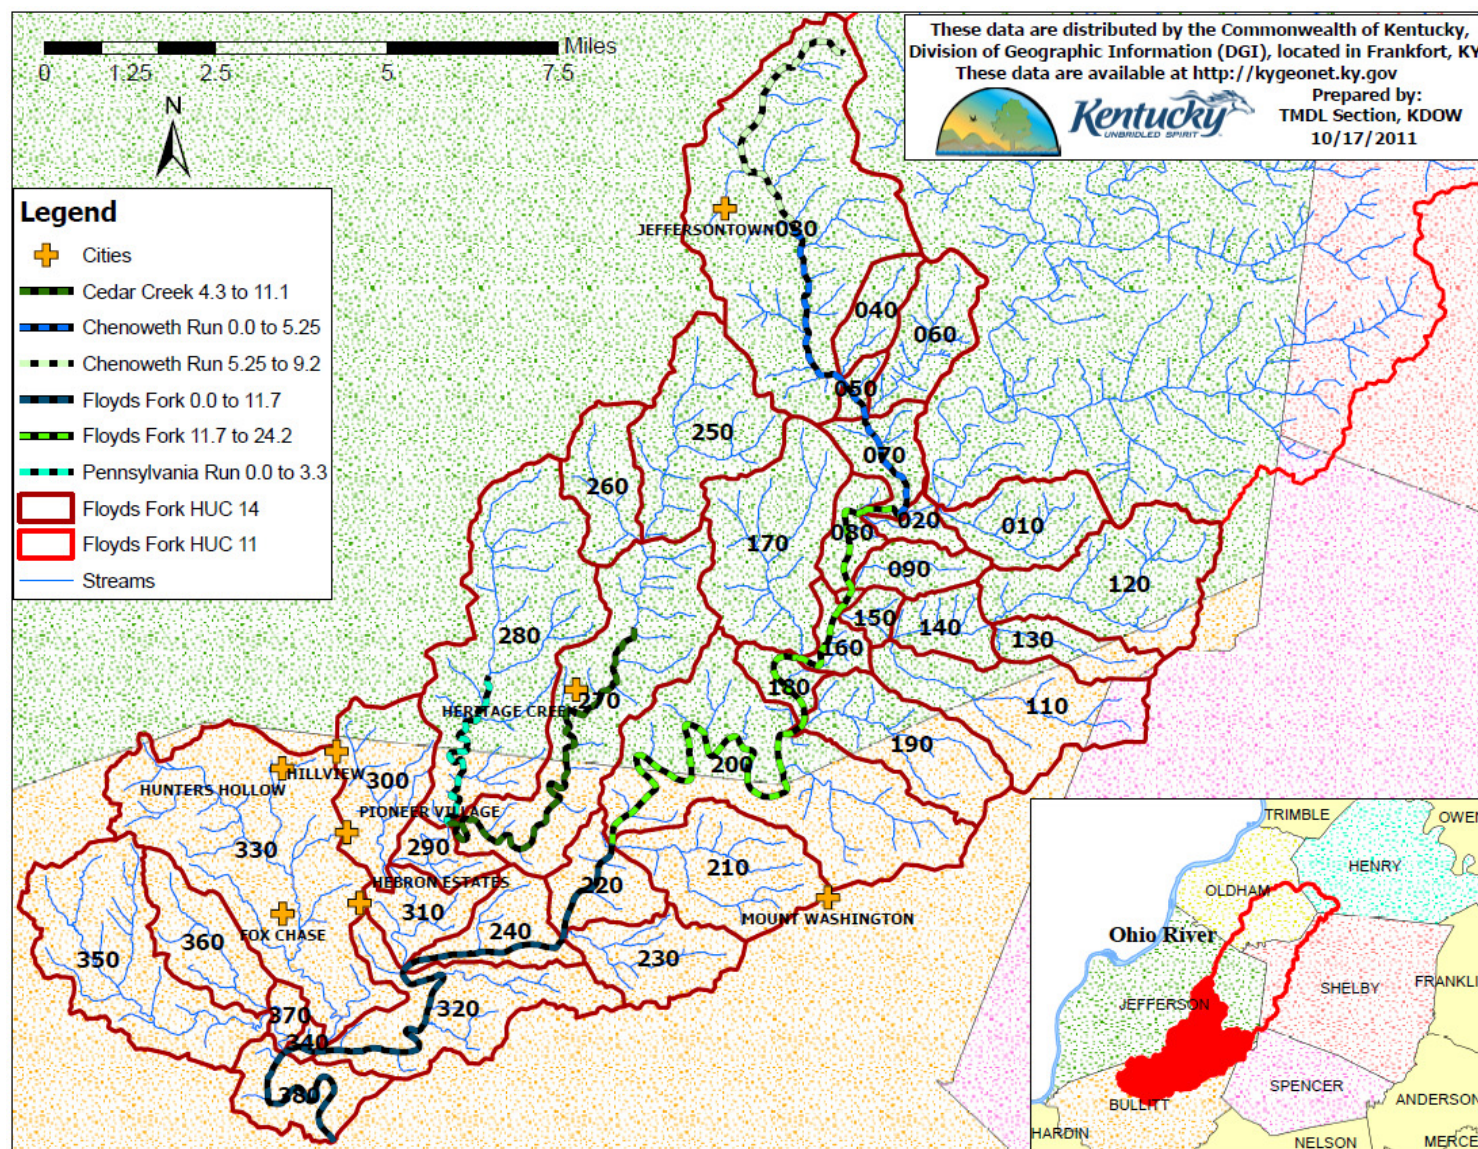 These data are distributed by the Commonwealth of Kentucky,
Division of Geographic Information (DGI), located in Frankfort, KY
These data are available at http://kygeonet.ky.gov
Kentucky
UNBRIDLED SPIRIT
Prepared by:
TMDL Section, KDOW
10/17/2011
Miles
0 1.25 2.5 5 7.5
N
Legend
Cities
Cedar Creek 4.3 to 11.1
Chenoweth Run 0.0 to 5.25
Chenoweth Run 5.25 to 9.2
Floyds Fork 0.0 to 11.7
Floyds Fork 11.7 to 24.2
Pennsylvania Run 0.0 to 3.3
Floyds Fork HUC 14
Floyds Fork HUC 11
Streams
JEFFERSONTOWN
030
040
060
050
250
070
260
020
010
170
080
090
120
150
140
130
280
160
180
270
HERITAGE CREEK
110
190
200
HILLVIEW
300
HUNTERS HOLLOW
PIONEER VILLAGE
330
290
210
HEBRON ESTATES
220
310
MOUNT WASHINGTON
FOX CHASE
240
360
350
230
320
370
340
380
TRIMBLE
OWEN
HENRY
OLDHAM
Ohio River
JEFFERSON
SHELBY
FRANKLI
SPENCER
ANDERSON
BULLITT
HARDIN
NELSON
MERCE